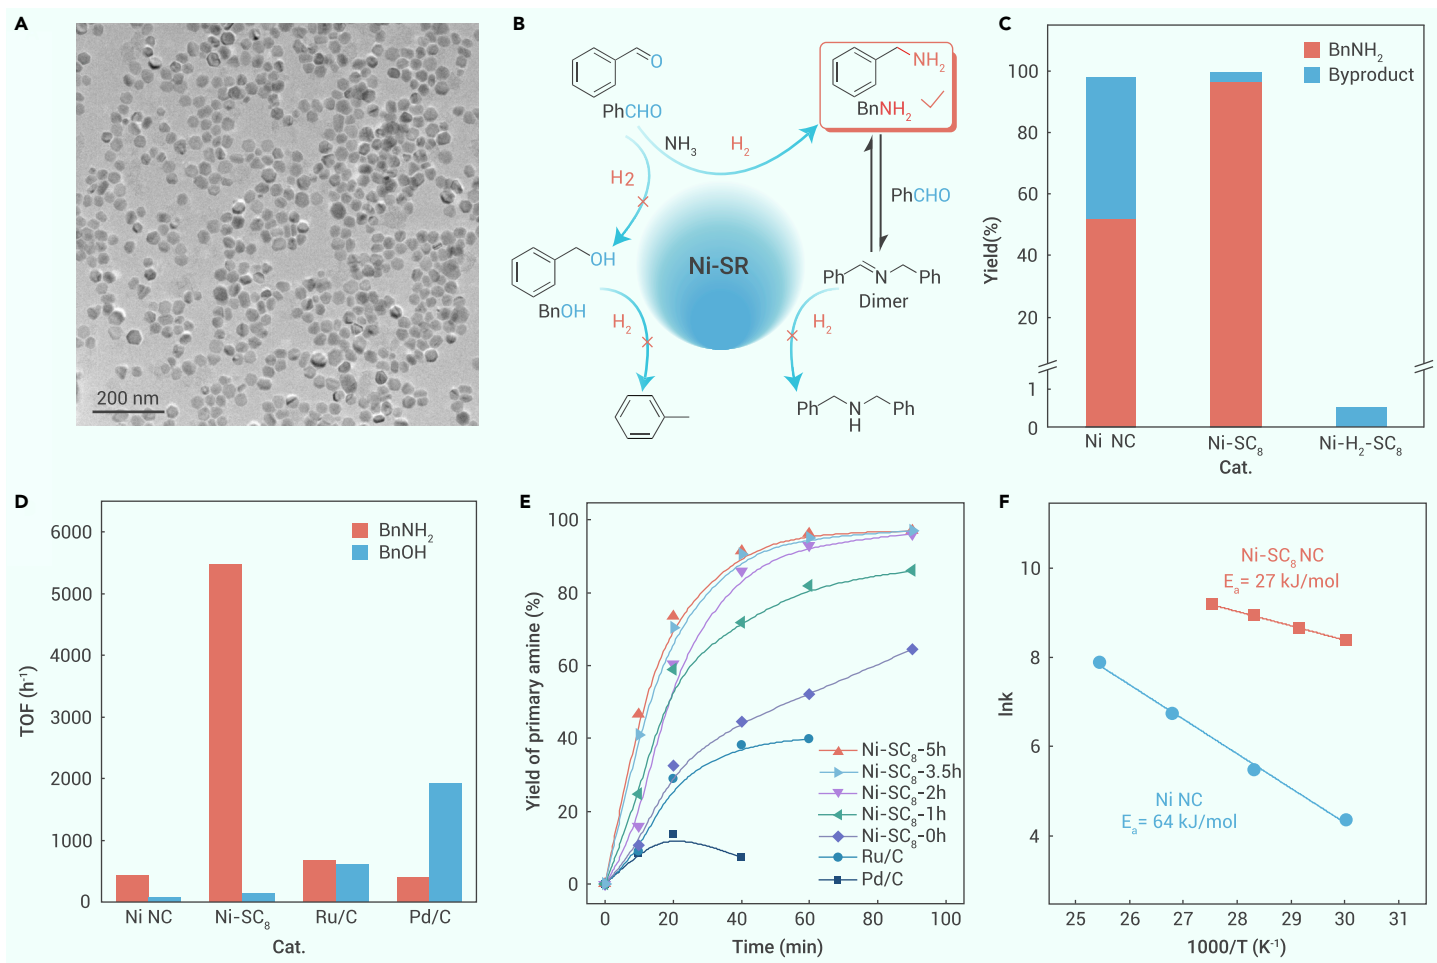 A
200 nm
B
O
PhCHO
NH₂
BnNH₂
NH₃
H₂
H2
PhCHO
OH
BnOH
Ni-SR
Ph
N
Ph
Dimer
H₂
H₂
Ph
N
H
Ph
C
BnNH₂
Byproduct
Yield(%)
100
80
60
40
20
1
0
Ni NC
Ni-SC₈
Ni-H₂-SC₈
Cat.
D
BnNH₂
BnOH
TOF (h⁻¹)
6000
5000
4000
3000
2000
1000
0
Ni NC
Ni-SC₈
Ru/C
Pd/C
Cat.
E
Yield of primary amine (%)
100
80
60
40
20
0
Ni-SC₈-5h
Ni-SC₈-3.5h
Ni-SC₈-2h
Ni-SC₈-1h
Ni-SC₈-0h
Ru/C
Pd/C
0
20
40
60
80
100
Time (min)
F
lnk
10
8
6
4
Ni-SC₈ NC
Eₐ= 27 kJ/mol
Ni NC
Eₐ= 64 kJ/mol
25
26
27
28
29
30
31
1000/T (K⁻¹)